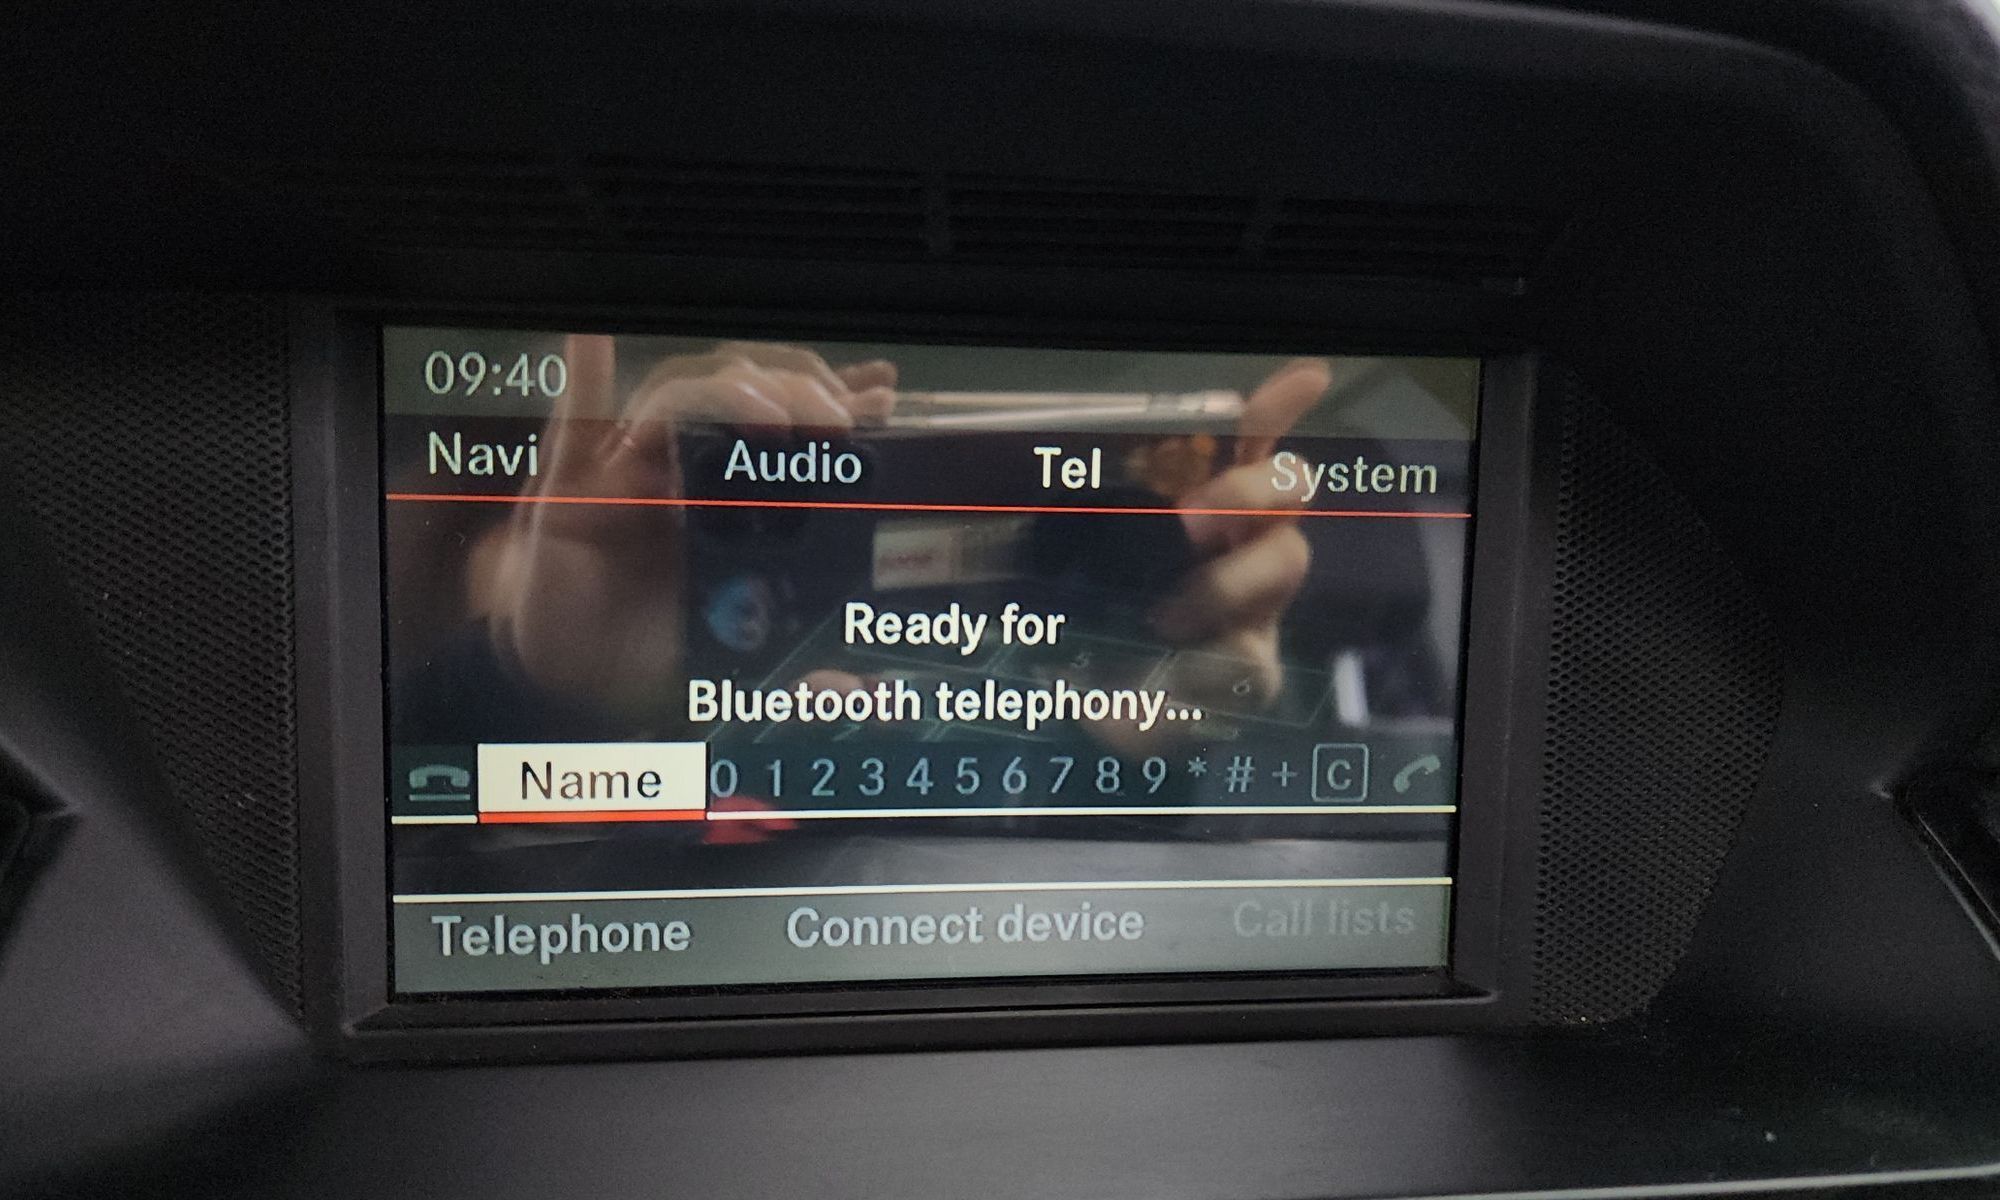 09:40
Navi Audio Tel System
Ready for
Bluetooth telephony...
Name 0 1 2 3 4 5 6 7 8 9 * # + C
Telephone Connect device Call lists